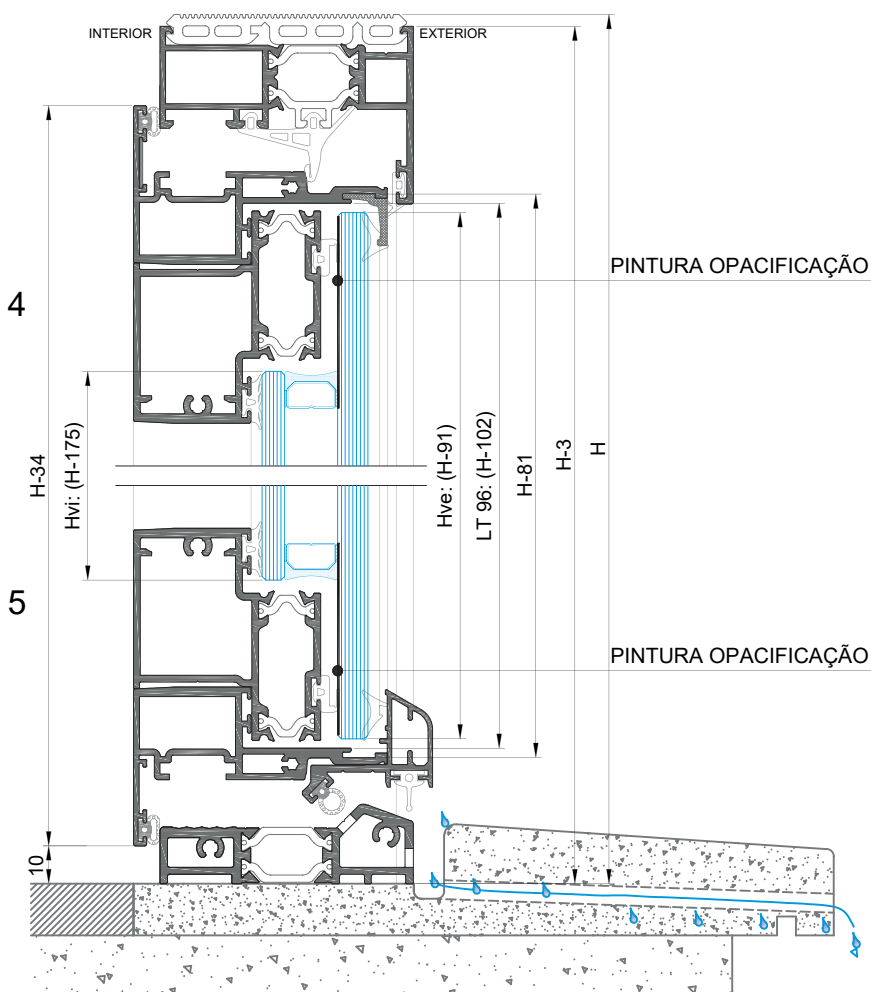 INTERIOR
EXTERIOR
PINTURA OPACIFICAÇÃO
4
H-34
Hvi: (H-175)
Hve: (H-91)
LT 96: (H-102)
H-81
H-3
H
5
PINTURA OPACIFICAÇÃO
10